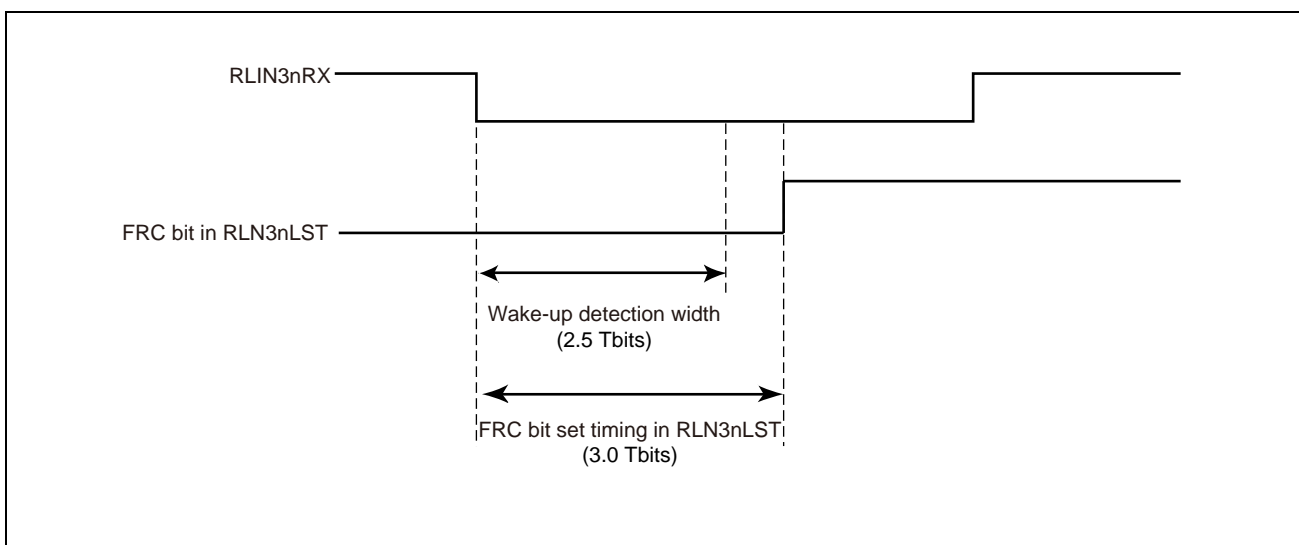 RLIN3nRX
FRC bit in RLN3nLST
Wake-up detection width
(2.5 Tbits)
FRC bit set timing in RLN3nLST
(3.0 Tbits)